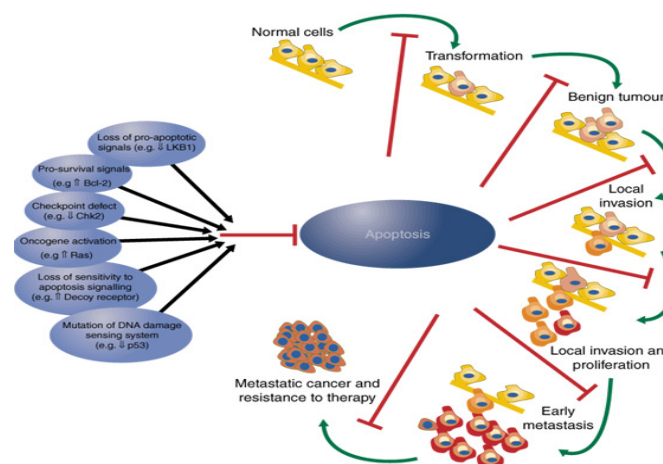 Normal cells
Transformation
Benign tumour
Local
invasion
Local invasion and
proliferation
Early
metastasis
Metastatic cancer and
resistance to therapy
Apoptosis
Loss of pro-apoptotic
signals (e.g. ⇓ LKB1)
Pro-survival signals
(e.g ⇑ Bcl-2)
Checkpoint defect
(e.g. ⇓ Chk2)
Oncogene activation
(e.g ⇑ Ras)
Loss of sensitivity to
apoptosis signalling
(e.g. ⇑ Decoy receptor)
Mutation of DNA damage
sensing system
(e.g. ⇓ p53)